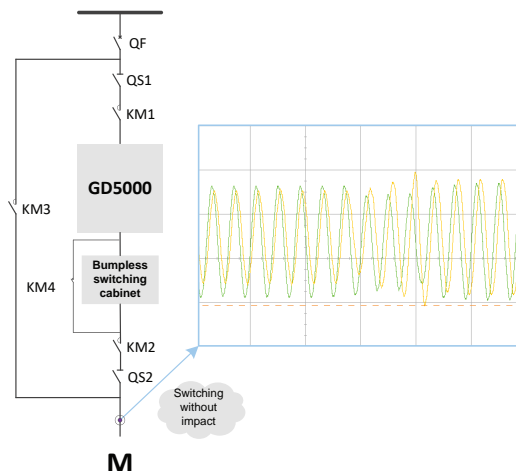 QF
QS1
KM1
GD5000
KM3
Bumpless
switching
cabinet
KM4
KM2
QS2
Switching
without
impact
M